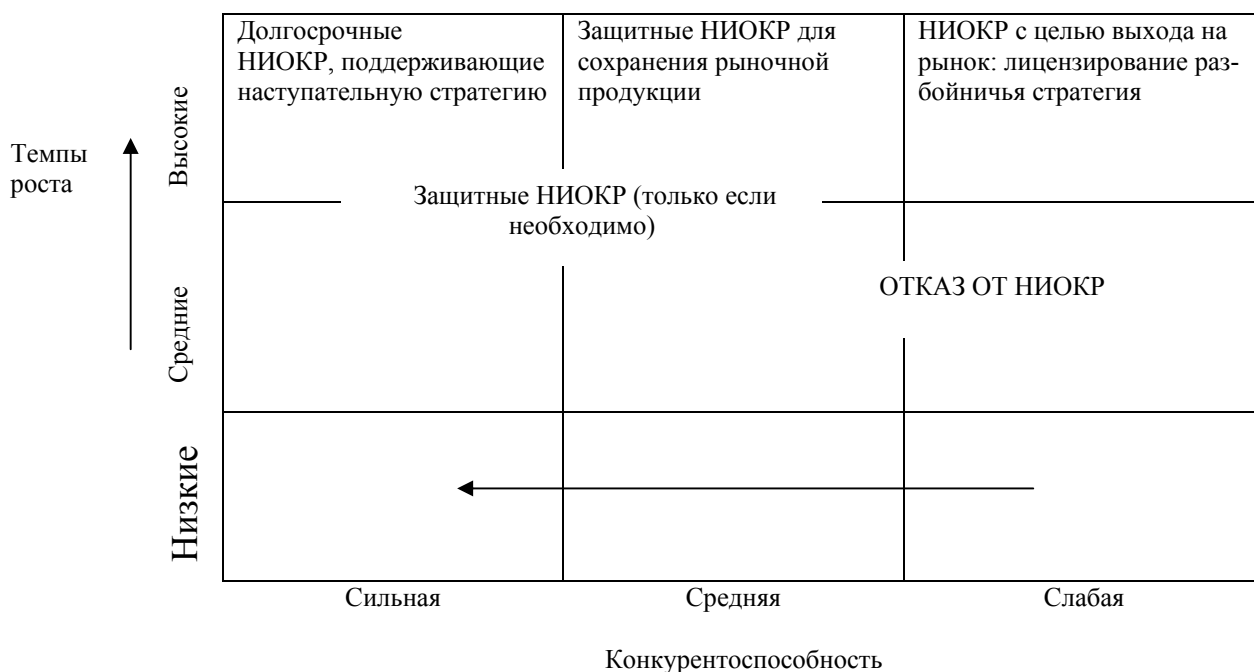 Долгосрочные
НИОКР, поддерживающие
наступательную стратегию
Защитные НИОКР для
сохранения рыночной
продукции
НИОКР с целью выхода на
рынок: лицензирование раз-
бойничья стратегия
Темпы
роста
Высокие
Защитные НИОКР (только если
необходимо)
ОТКАЗ ОТ НИОКР
Средние
Низкие
Сильная
Средняя
Слабая
Конкурентоспособность